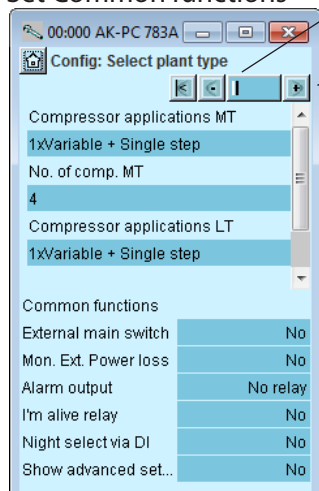 Set Common functions
00:000 AK-PC 783A
Config: Select plant type
Compressor applications MT
1xVariable + Single step
No. of comp. MT
4
Compressor applications LT
1xVariable + Single step
Common functions
External main switch No
Mon. Ext. Power loss No
Alarm output No relay
I'm alive relay No
Night select via DI No
Show advanced set... No